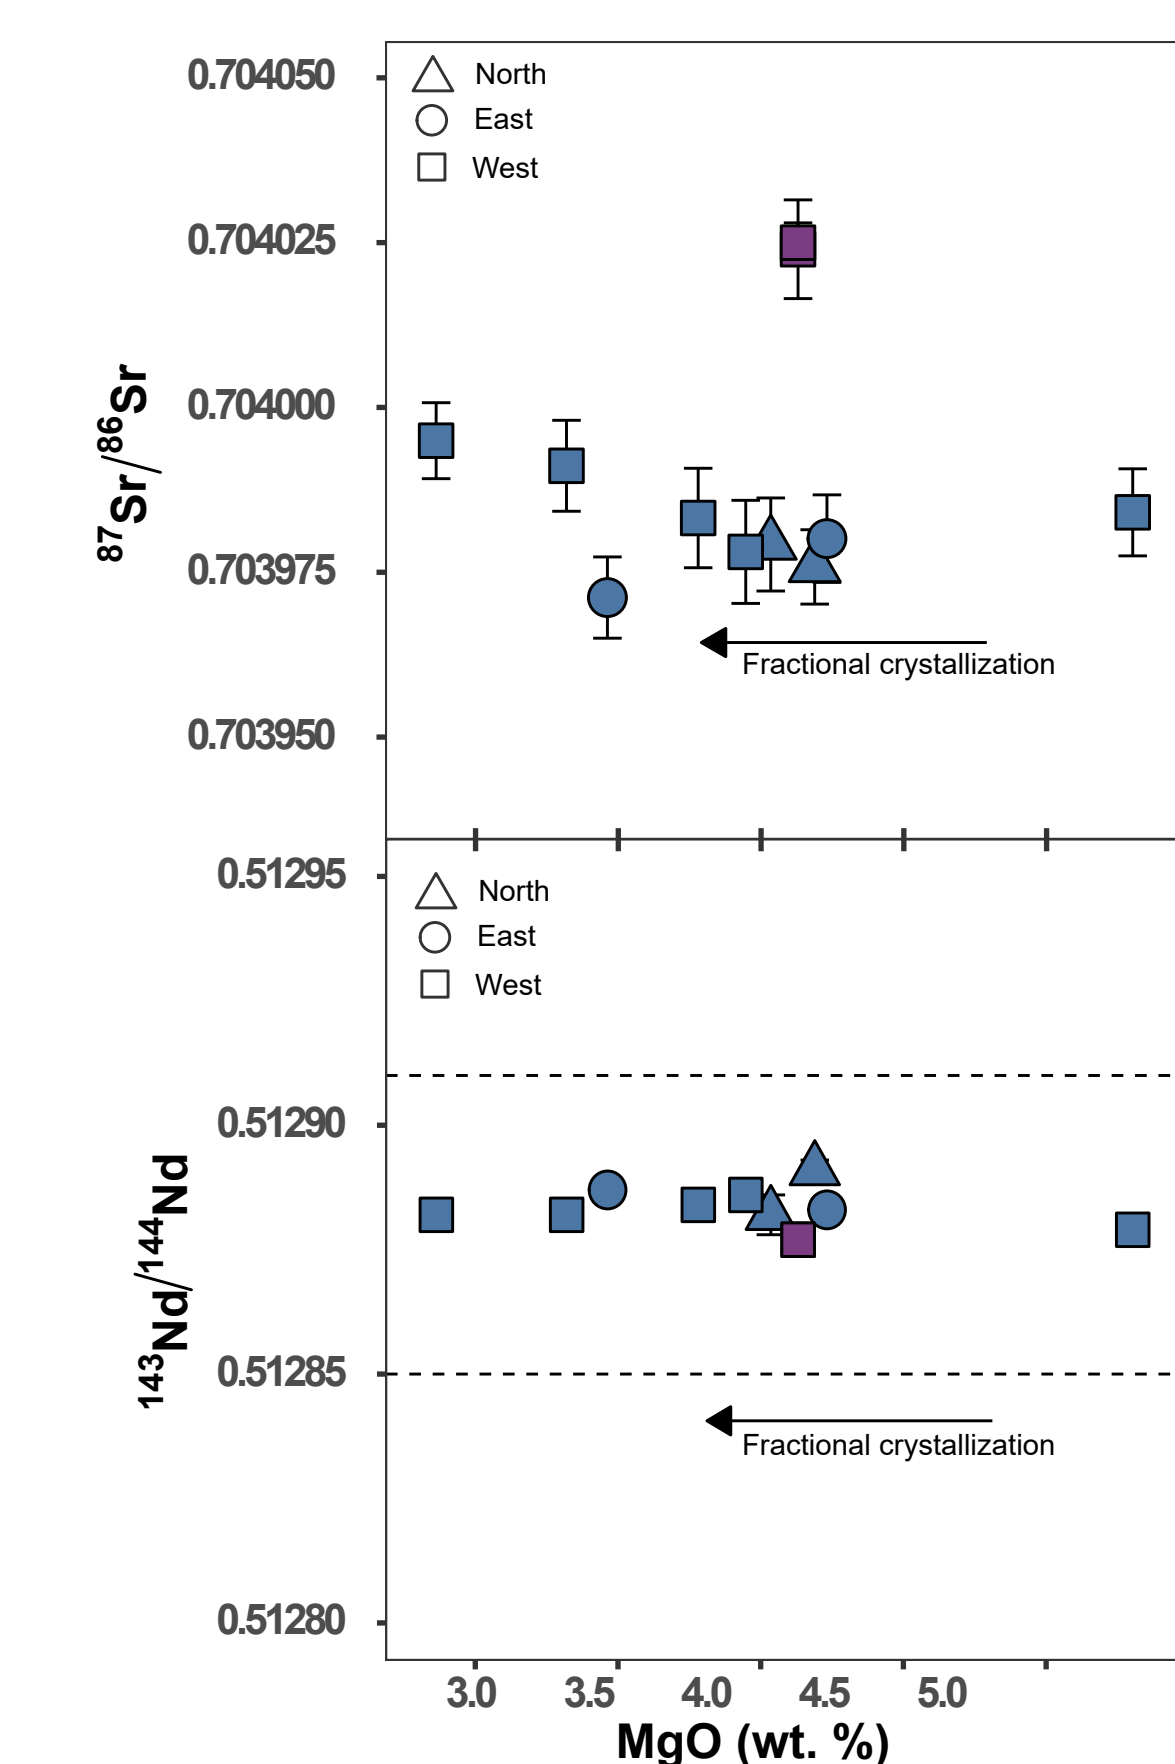 0.704050
0.704025
0.704000
0.703975
0.703950
87Sr/86Sr
North
East
West
Fractional crystallization
0.51295
0.51290
0.51285
0.51280
143Nd/144Nd
North
East
West
Fractional crystallization
3.0 3.5 4.0 4.5 5.0
MgO (wt. %)